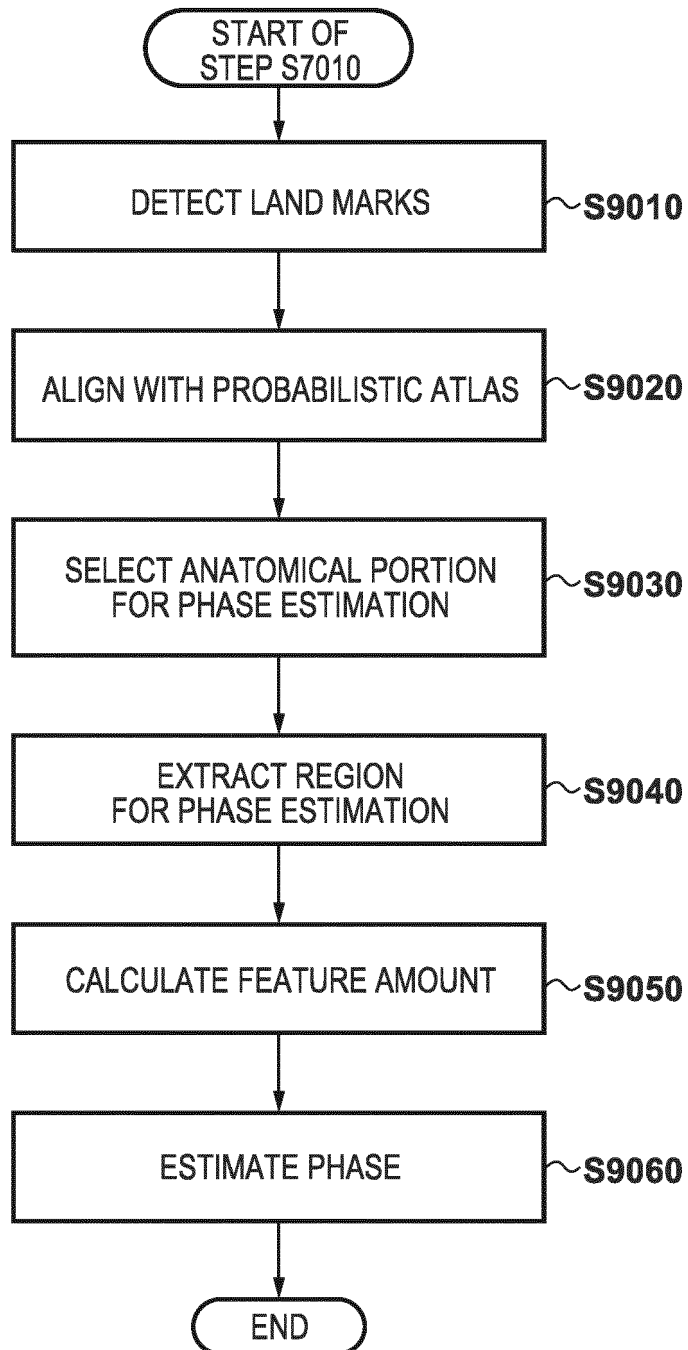 START OF
STEP S7010
DETECT LAND MARKS
S9010
ALIGN WITH PROBABILISTIC ATLAS
S9020
SELECT ANATOMICAL PORTION
FOR PHASE ESTIMATION
S9030
EXTRACT REGION
FOR PHASE ESTIMATION
S9040
CALCULATE FEATURE AMOUNT
S9050
ESTIMATE PHASE
S9060
END